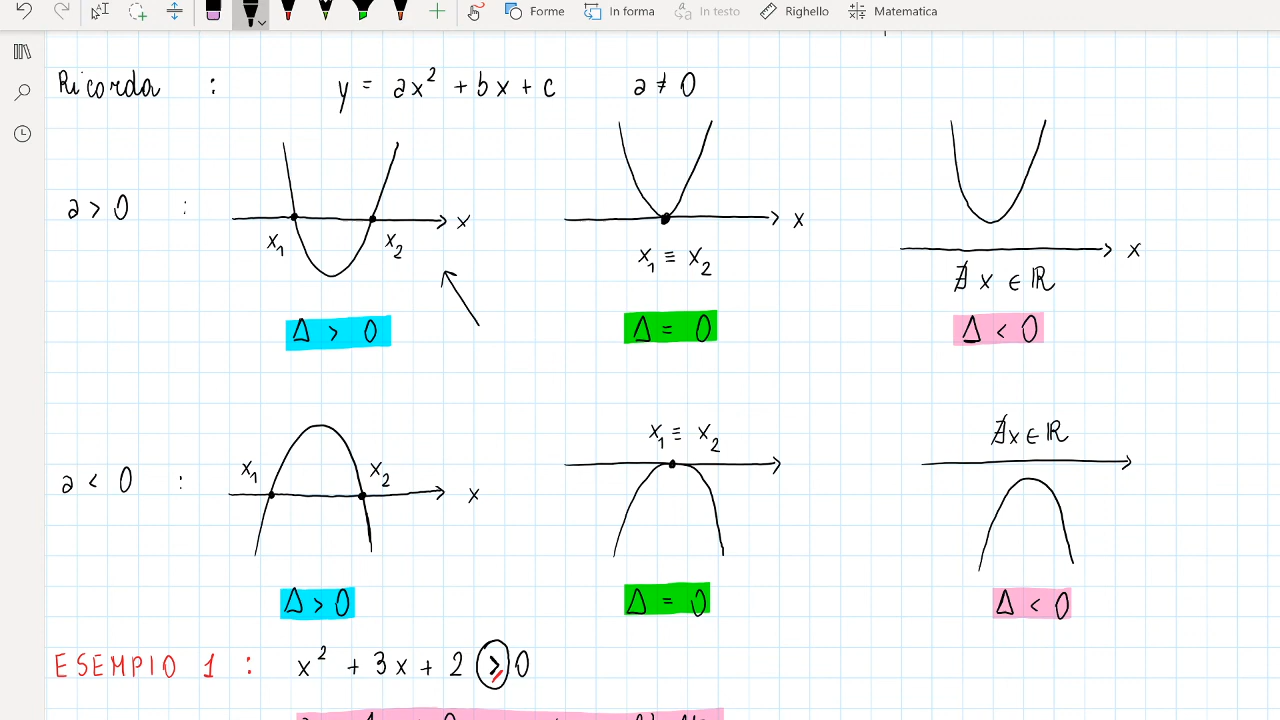 Forme In forma In testo Righello Matematica
Ricorda : y = ax² + bx + c a ≠ 0
a > 0 :
x₁ x₂ x
x₁ ≡ x₂ x
∄ x ∈ ℝ x
Δ > 0 Δ = 0 Δ < 0
a < 0 :
x₁ x₂ x
x₁ ≡ x₂
∄ x ∈ ℝ
Δ > 0 Δ = 0 Δ < 0
ESEMPIO 1 : x² + 3x + 2 ≥ 0